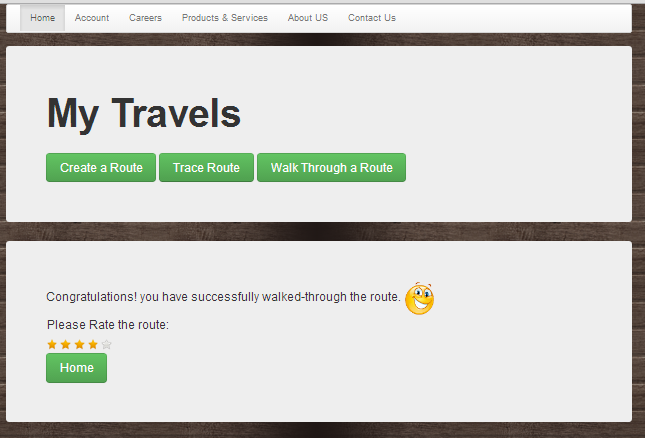 Home Account Careers Products & Services About US Contact Us
My Travels
Create a Route Trace Route Walk Through a Route
Congratulations! you have successfully walked-through the route.
Please Rate the route:
Home